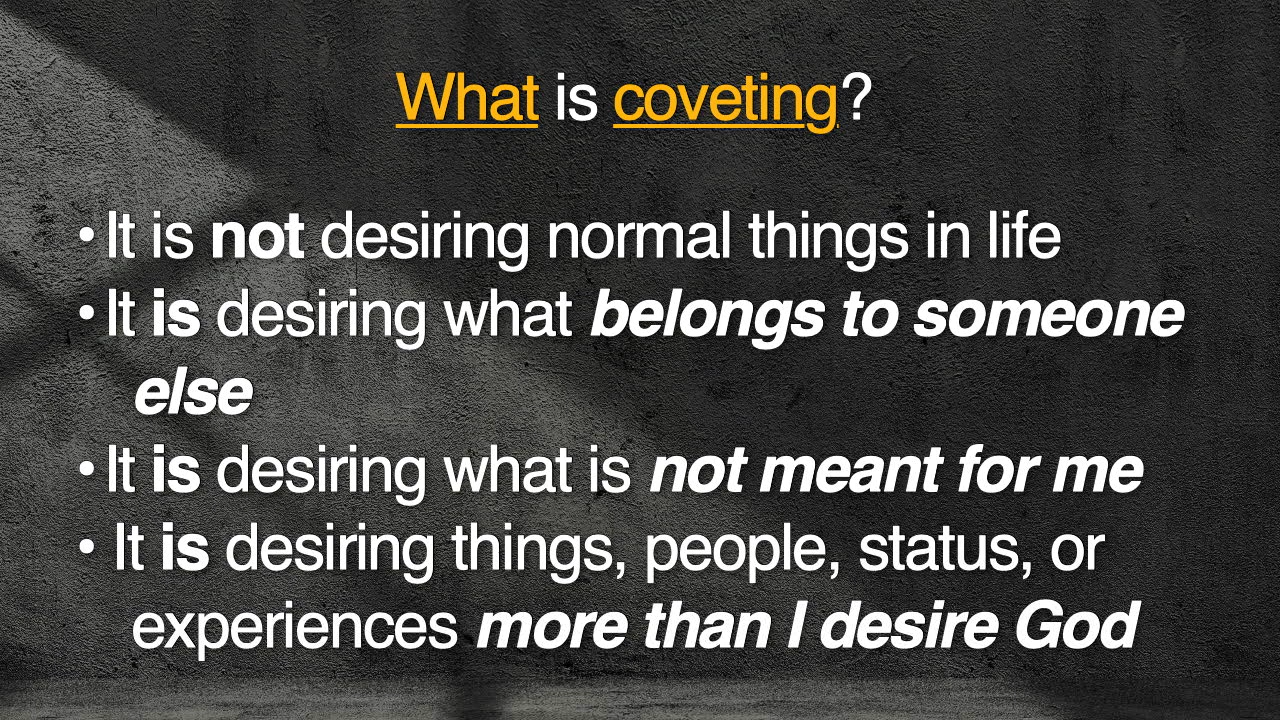 What is coveting?
• It is not desiring normal things in life
• It is desiring what belongs to someone
else
• It is desiring what is not meant for me
• It is desiring things, people, status, or
experiences more than I desire God